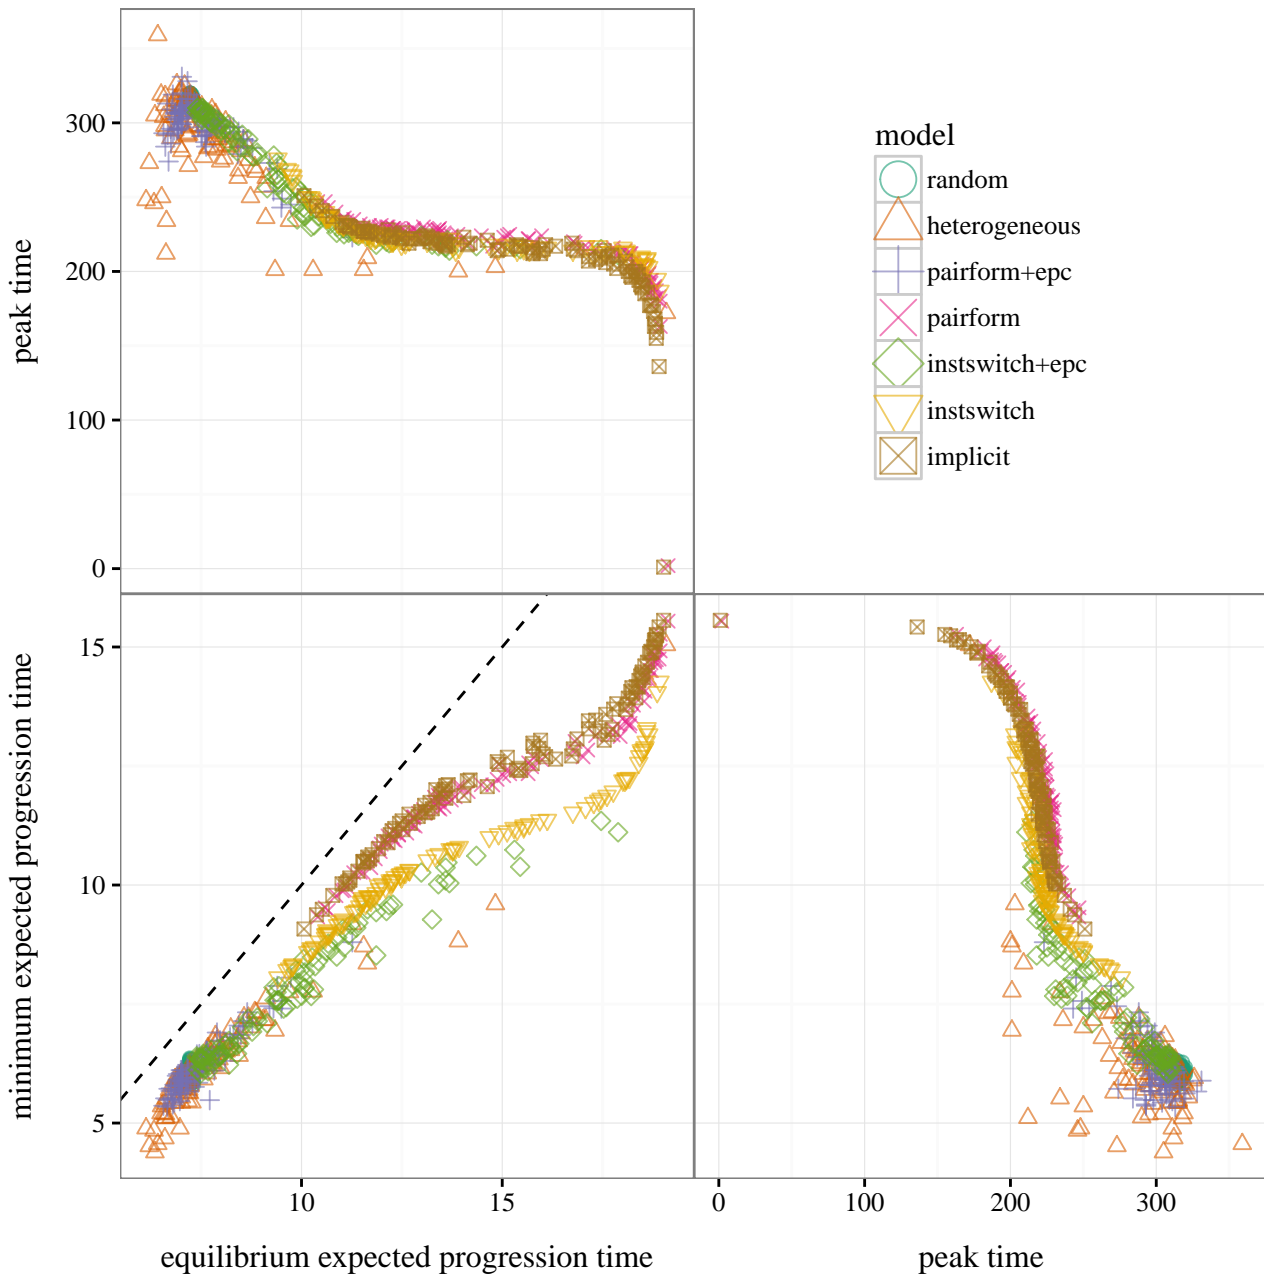 peak time
300
200
100
0
model
random
heterogeneous
pairform+epc
pairform
instswitch+epc
instswitch
implicit
minimum expected progression time
15
10
5
10 15
0 100 200 300
equilibrium expected progression time
peak time